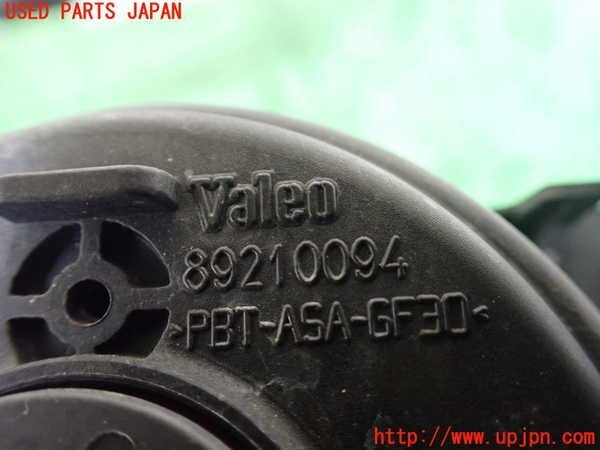 USED PARTS JAPAN
Valeo
89210094
>PBT-ASA-GF30<
http://www.upjpn.com/